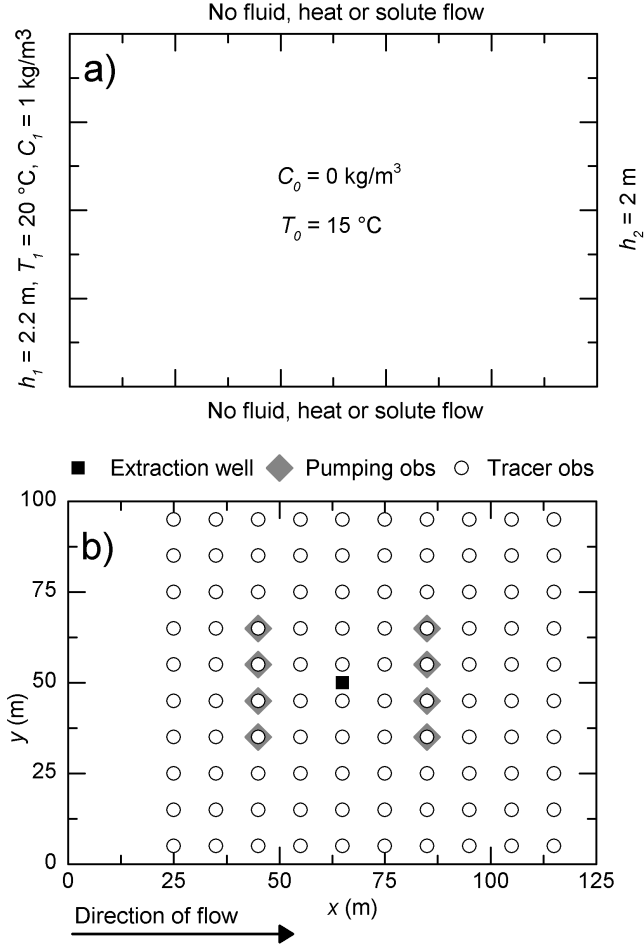 No fluid, heat or solute flow
a)
h₁ = 2.2 m, T₁ = 20 °C, C₁ = 1 kg/m3
C₀ = 0 kg/m³
T₀ = 15 °C
h₂ = 2 m
No fluid, heat or solute flow
Extraction well Pumping obs Tracer obs
b)
100
75
50
25
0
y (m)
0 25 50 75 100 125
x (m)
Direction of flow